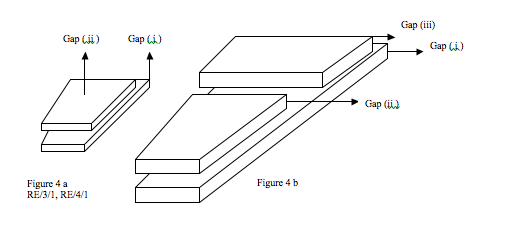 Gap (iii)
Gap (.ii.)
Gap (.i.)
Gap (.i.)
Gap (ii.)
Figure 4 a
RE/3/1, RE/4/1
Figure 4 b